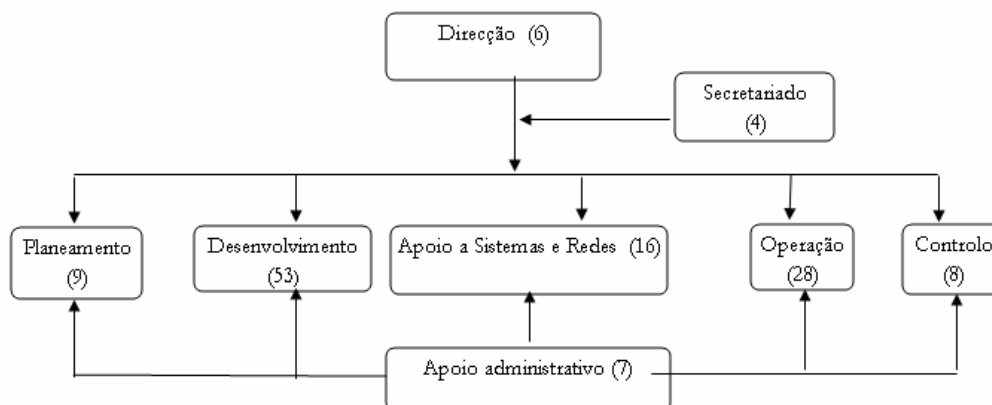 Direcção (6)
Secretariado
(4)
Planeamento
(9)
Desenvolvimento
(53)
Apoio a Sistemas e Redes (16)
Operação
(28)
Controlo
(8)
Apoio administrativo (7)